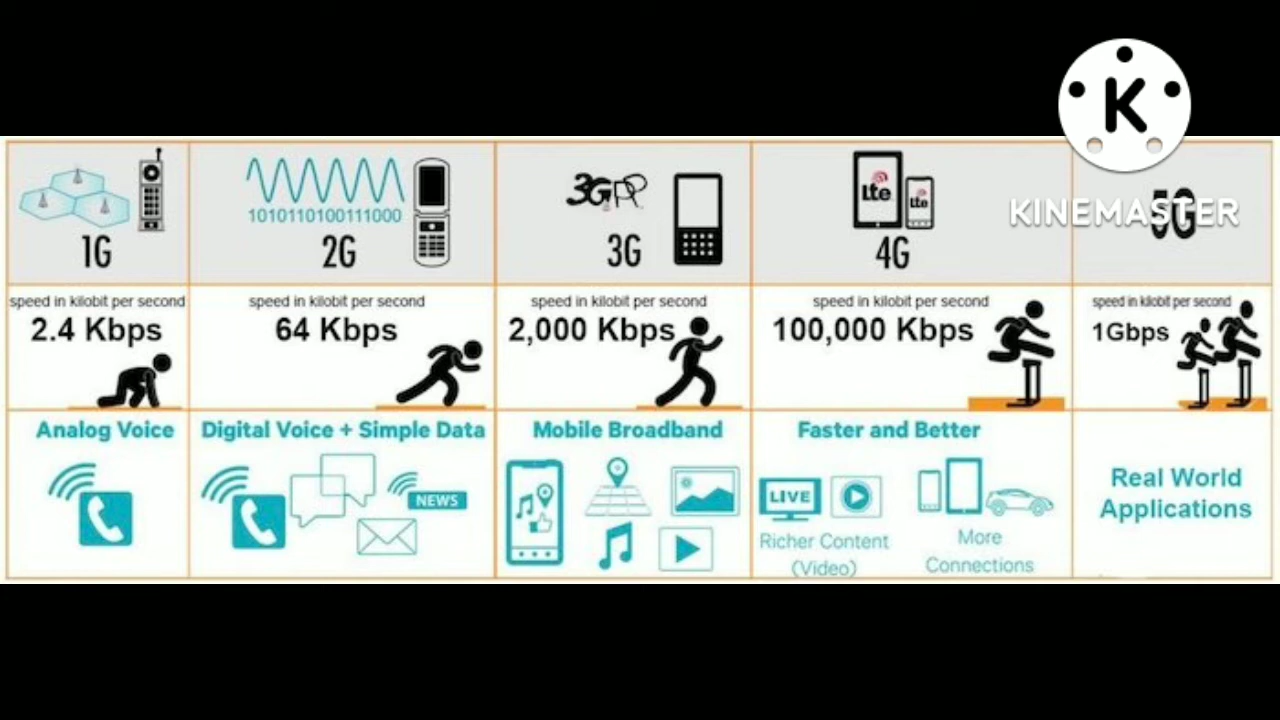 K
KINEMASTER
1G
1010110100111000
2G
3GPP
3G
Lte
Lte
4G
5G
speed in kilobit per second
2.4 Kbps
speed in kilobit per second
64 Kbps
speed in kilobit per second
2,000 Kbps
speed in kilobit per second
100,000 Kbps
speed in kilobit per second
1Gbps
Analog Voice
Digital Voice + Simple Data
NEWS
Mobile Broadband
Faster and Better
LIVE
Richer Content
(Video)
More
Connections
Real World
Applications